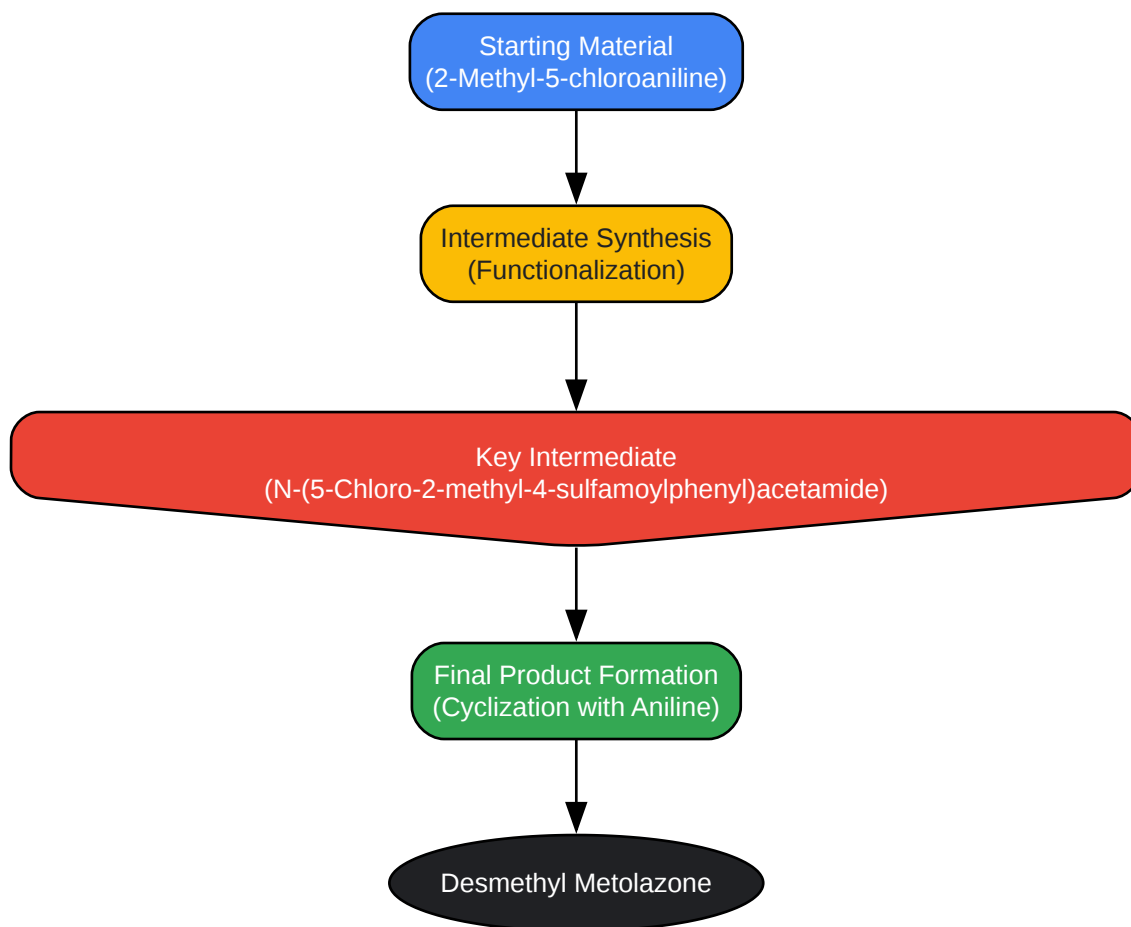 Starting Material
(2-Methyl-5-chloroaniline)
Intermediate Synthesis
(Functionalization)
Key Intermediate
(N-(5-Chloro-2-methyl-4-sulfamoylphenyl)acetamide)
Final Product Formation
(Cyclization with Aniline)
Desmethyl Metolazone